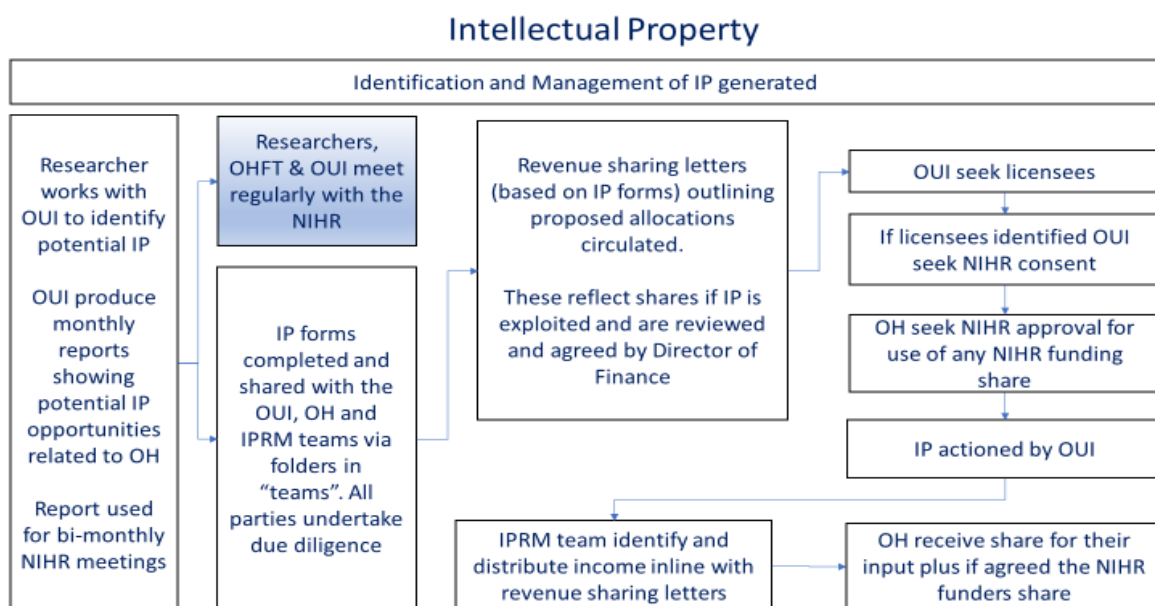 Intellectual Property
Identification and Management of IP generated
Researcher
works with
OUI to identify
potential IP
OUI produce
monthly
reports
showing
potential IP
opportunities
related to OH
Report used
for bi-monthly
NIHR meetings
Researchers,
OHFT & OUI meet
regularly with the
NIHR
IP forms
completed and
shared with the
OUI, OH and
IPRM teams via
folders in
“teams”. All
parties undertake
due diligence
Revenue sharing letters
(based on IP forms) outlining
proposed allocations
circulated.
These reflect shares if IP is
exploited and are reviewed
and agreed by Director of
Finance
OUI seek licensees
If licensees identified OUI
seek NIHR consent
OH seek NIHR approval for
use of any NIHR funding
share
IP actioned by OUI
IPRM team identify and
distribute income inline with
revenue sharing letters
OH receive share for their
input plus if agreed the NIHR
funders share